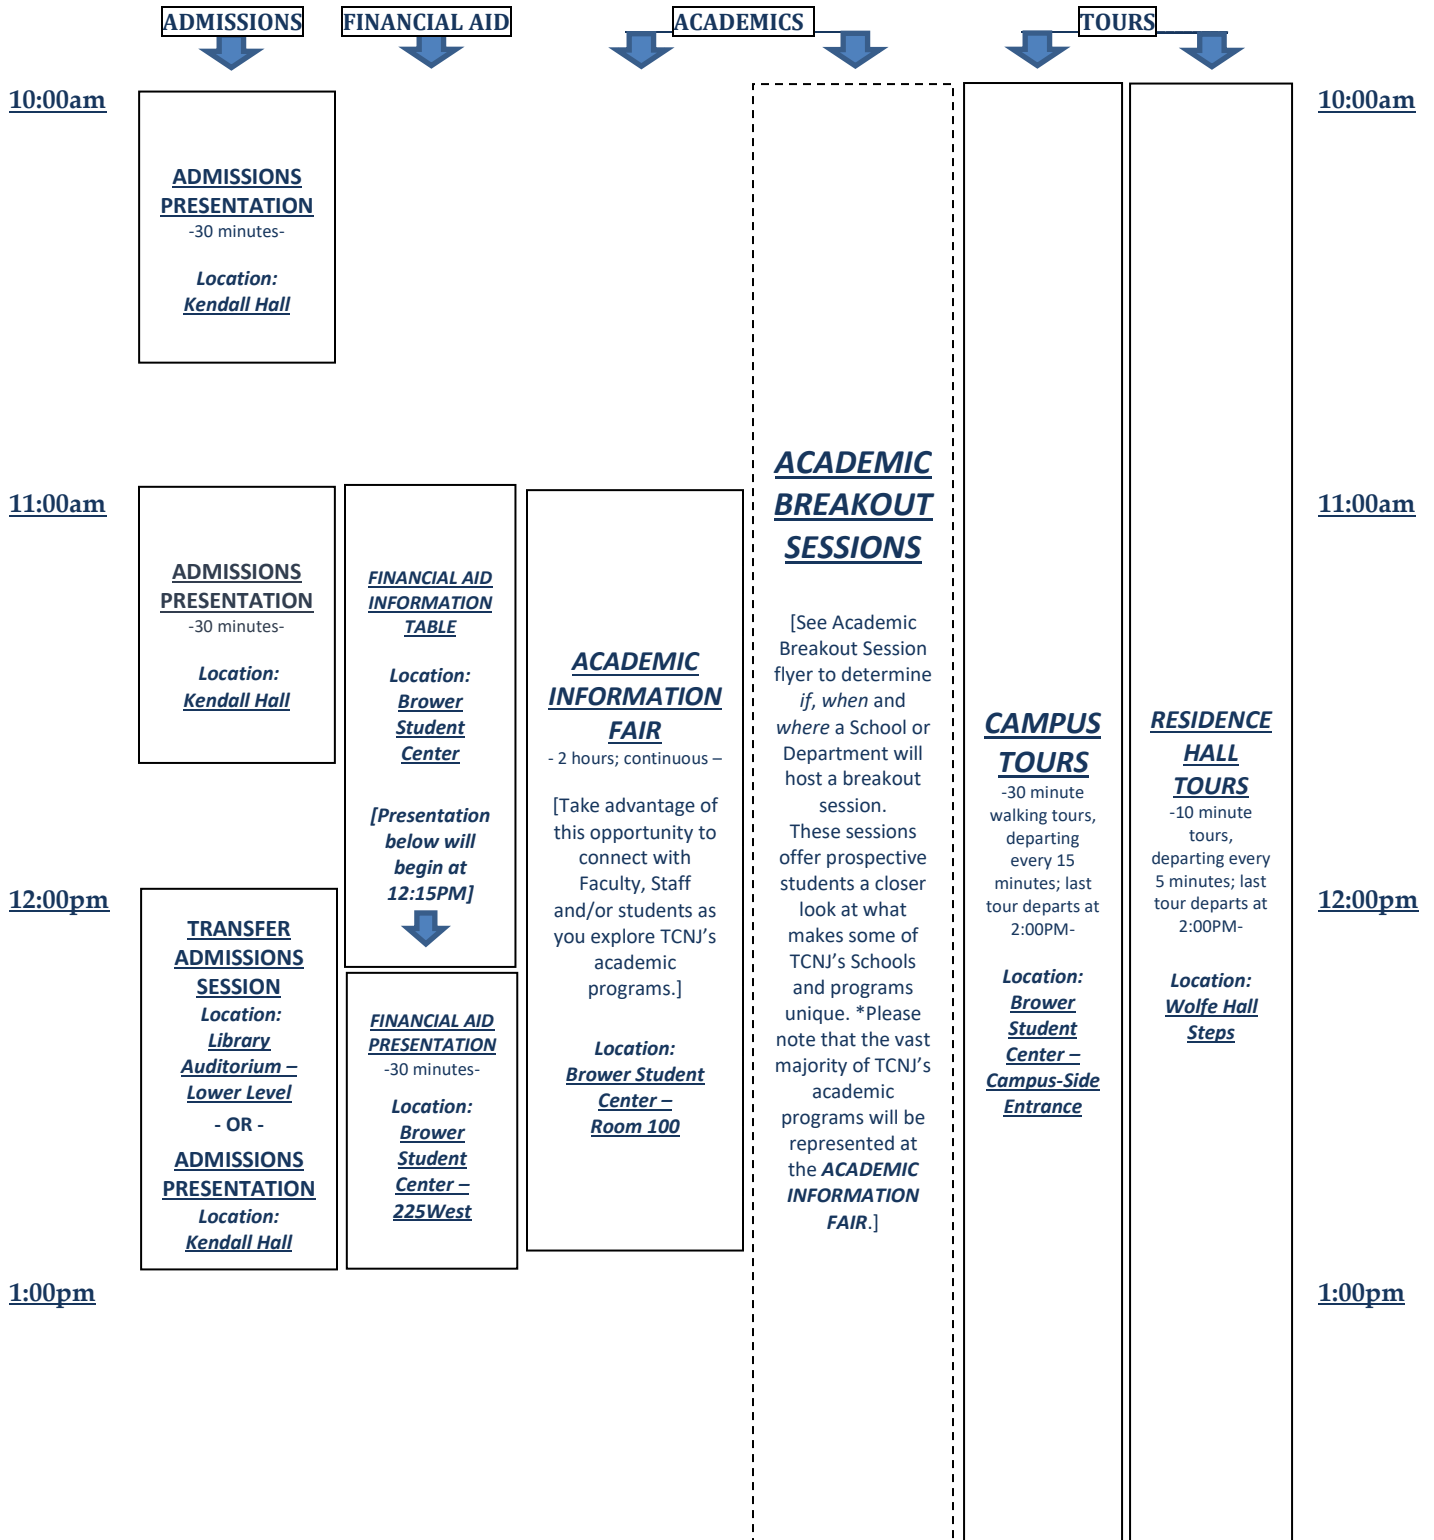 ADMISSIONS
FINANCIAL AID
ACADEMICS
TOURS
10:00am
10:00am
ADMISSIONS
PRESENTATION
-30 minutes-
Location:
Kendall Hall
11:00am
11:00am
ADMISSIONS
PRESENTATION
-30 minutes-
Location:
Kendall Hall
12:00pm
12:00pm
TRANSFER
ADMISSIONS
SESSION
Location:
Library
Auditorium –
Lower Level
- OR -
ADMISSIONS
PRESENTATION
Location:
Kendall Hall
1:00pm
1:00pm
FINANCIAL AID
INFORMATION
TABLE
Location:
Brower
Student
Center
[Presentation
below will
begin at
12:15PM]
FINANCIAL AID
PRESENTATION
-30 minutes-
Location:
Brower
Student
Center –
225West
ACADEMIC
INFORMATION
FAIR
- 2 hours; continuous –
[Take advantage of
this opportunity to
connect with
Faculty, Staff
and/or students as
you explore TCNJ’s
academic
programs.]
Location:
Brower Student
Center –
Room 100
ACADEMIC
BREAKOUT
SESSIONS
[See Academic
Breakout Session
flyer to determine
if, when and
where a School or
Department will
host a breakout
session.
These sessions
offer prospective
students a closer
look at what
makes some of
TCNJ’s Schools
and programs
unique. *Please
note that the vast
majority of TCNJ’s
academic
programs will be
represented at
the ACADEMIC
INFORMATION
FAIR.]
CAMPUS
TOURS
-30 minute
walking tours,
departing
every 15
minutes; last
tour departs at
2:00PM-
Location:
Brower
Student
Center –
Campus-Side
Entrance
RESIDENCE
HALL
TOURS
-10 minute
tours,
departing every
5 minutes; last
tour departs at
2:00PM-
Location:
Wolfe Hall
Steps